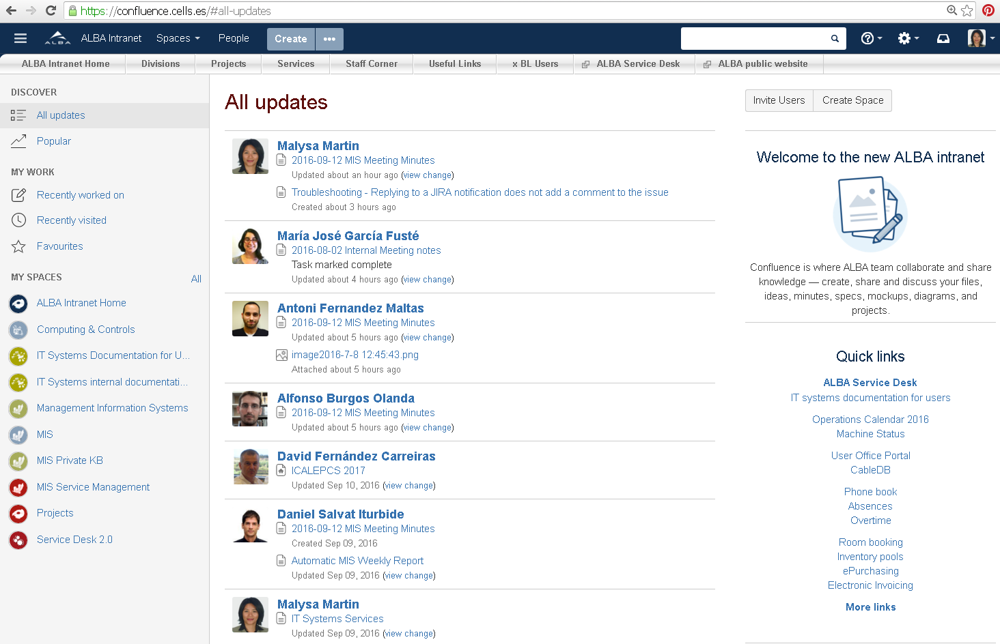 https://confluence.cells.es/#all-updates
ALBA
ALBA Intranet
Spaces
People
Create
ALBA Intranet Home
Divisions
Projects
Services
Staff Corner
Useful Links
x BL Users
ALBA Service Desk
ALBA public website
DISCOVER
All updates
Popular
MY WORK
Recently worked on
Recently visited
Favourites
MY SPACES
All
ALBA Intranet Home
Computing & Controls
IT Systems Documentation for U...
IT Systems internal documentati...
Management Information Systems
MIS
MIS Private KB
MIS Service Management
Projects
Service Desk 2.0
All updates
Malysa Martin
2016-09-12 MIS Meeting Minutes
Updated about an hour ago (view change)
Troubleshooting - Replying to a JIRA notification does not add a comment to the issue
Created about 3 hours ago
María José García Fusté
2016-08-02 Internal Meeting notes
Task marked complete
Updated about 4 hours ago (view change)
Antoni Fernandez Maltas
2016-09-12 MIS Meeting Minutes
Updated about 5 hours ago (view change)
image2016-7-8 12:45:43.png
Attached about 5 hours ago
Alfonso Burgos Olanda
2016-09-12 MIS Meeting Minutes
Updated about 5 hours ago (view change)
David Fernández Carreiras
ICALEPCS 2017
Updated Sep 10, 2016 (view change)
Daniel Salvat Iturbide
2016-09-12 MIS Meeting Minutes
Created Sep 09, 2016
Automatic MIS Weekly Report
Updated Sep 09, 2016 (view change)
Malysa Martin
IT Systems Services
Updated Sep 09, 2016 (view change)
Invite Users
Create Space
Welcome to the new ALBA intranet
Confluence is where ALBA team collaborate and share
knowledge — create, share and discuss your files,
ideas, minutes, specs, mockups, diagrams, and
projects.
Quick links
ALBA Service Desk
IT systems documentation for users
Operations Calendar 2016
Machine Status
User Office Portal
CableDB
Phone book
Absences
Overtime
Room booking
Inventory pools
ePurchasing
Electronic Invoicing
More links